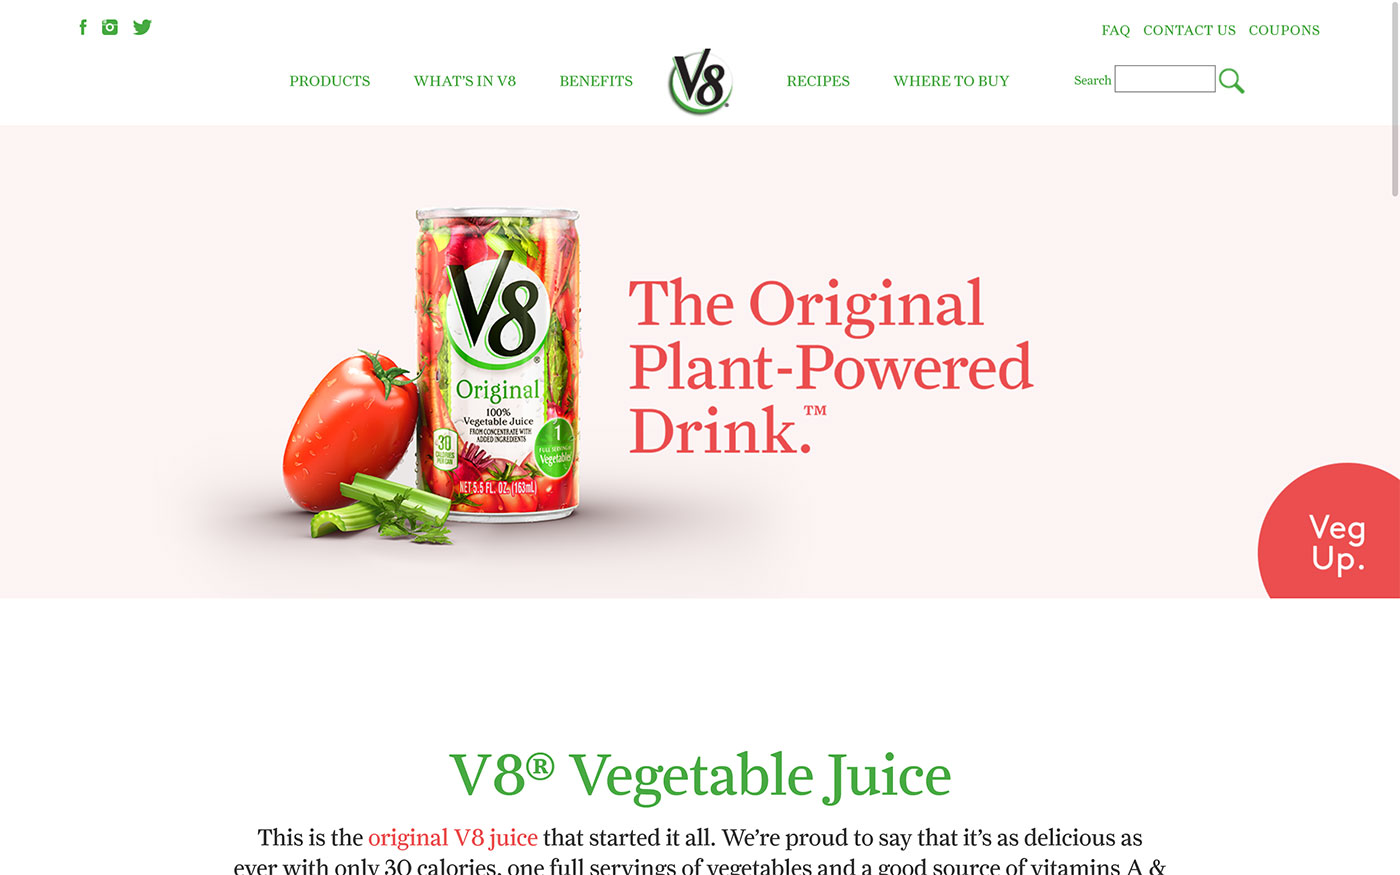 FAQ CONTACT US COUPONS
PRODUCTS WHAT'S IN V8 BENEFITS V8® RECIPES WHERE TO BUY Search
V8®
Original
100%
Vegetable Juice
FROM CONCENTRATE WITH
ADDED INGREDIENTS
30
CALORIES
PER CAN
1
FULL SERVING of
Vegetables
NET 5.5 FL. OZ. (163mL)
The Original
Plant-Powered
Drink.™
Veg
Up.
V8® Vegetable Juice
This is the original V8 juice that started it all. We're proud to say that it's as delicious as
ever with only 30 calories, one full servings of vegetables and a good source of vitamins A &